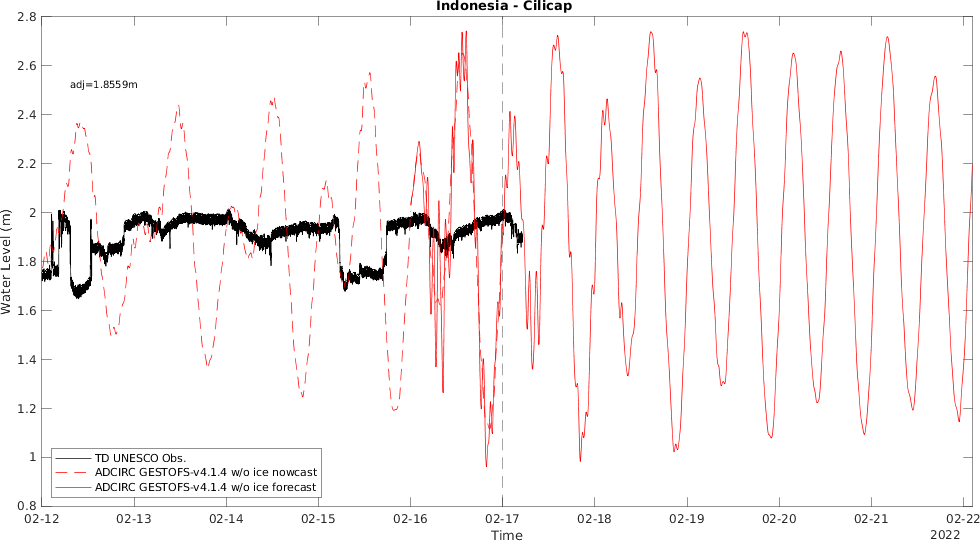 Indonesia - Cilicap
2.8
2.6
adj=1.8559m
2.4
2.2
2
1.8
1.6
1.4
1.2
1
0.8
Water Level (m)
TD UNESCO Obs.
ADCIRC GESTOFS-v4.1.4 w/o ice nowcast
ADCIRC GESTOFS-v4.1.4 w/o ice forecast
02-12 02-13 02-14 02-15 02-16 02-17 02-18 02-19 02-20 02-21 02-22
Time 2022